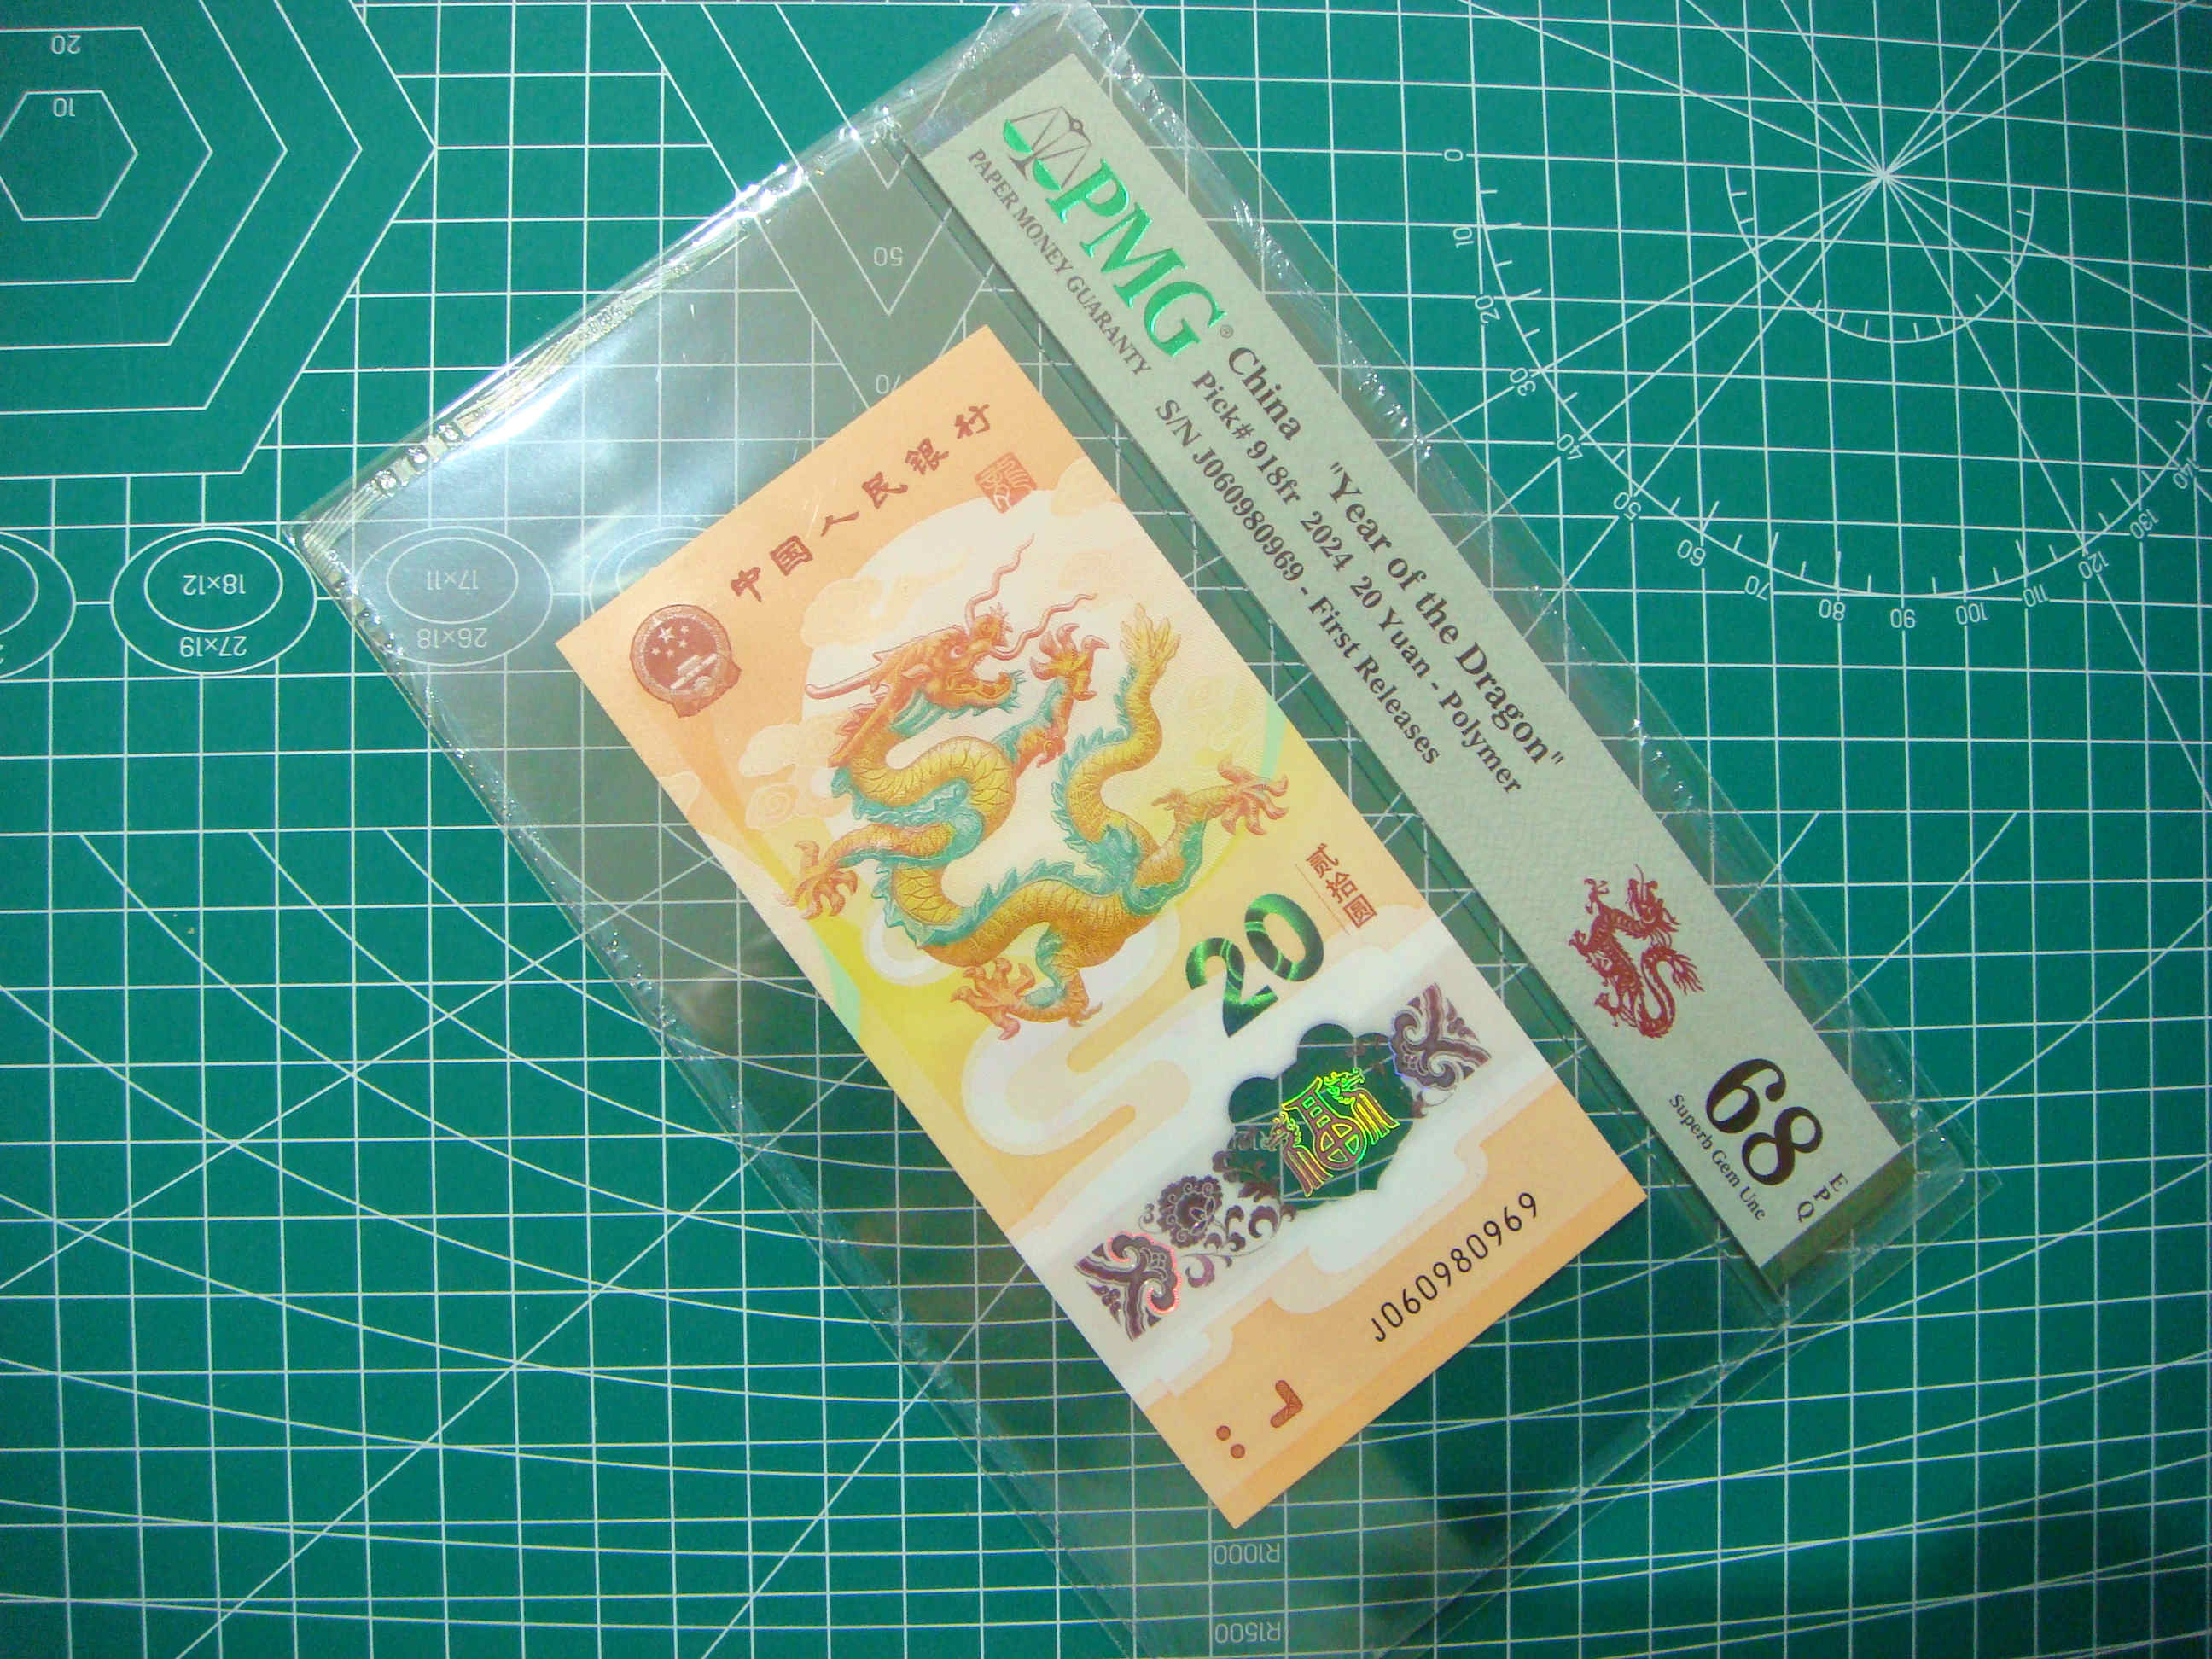 PMG®
PAPER MONEY GUARANTY
China
"Year of the Dragon"
Pick# 918fr 2024 20 Yuan - Polymer
S/N J060980969 - First Releases
68
EPQ
Superb Gem Unc
中国人民银行
贰拾圆
20
福
J060980969
20
10
50
70
18×12
27×19
17×11
26×18
0
10
20
30
40
50
60
70
80
90
100
110
120
130
R1000
R1500